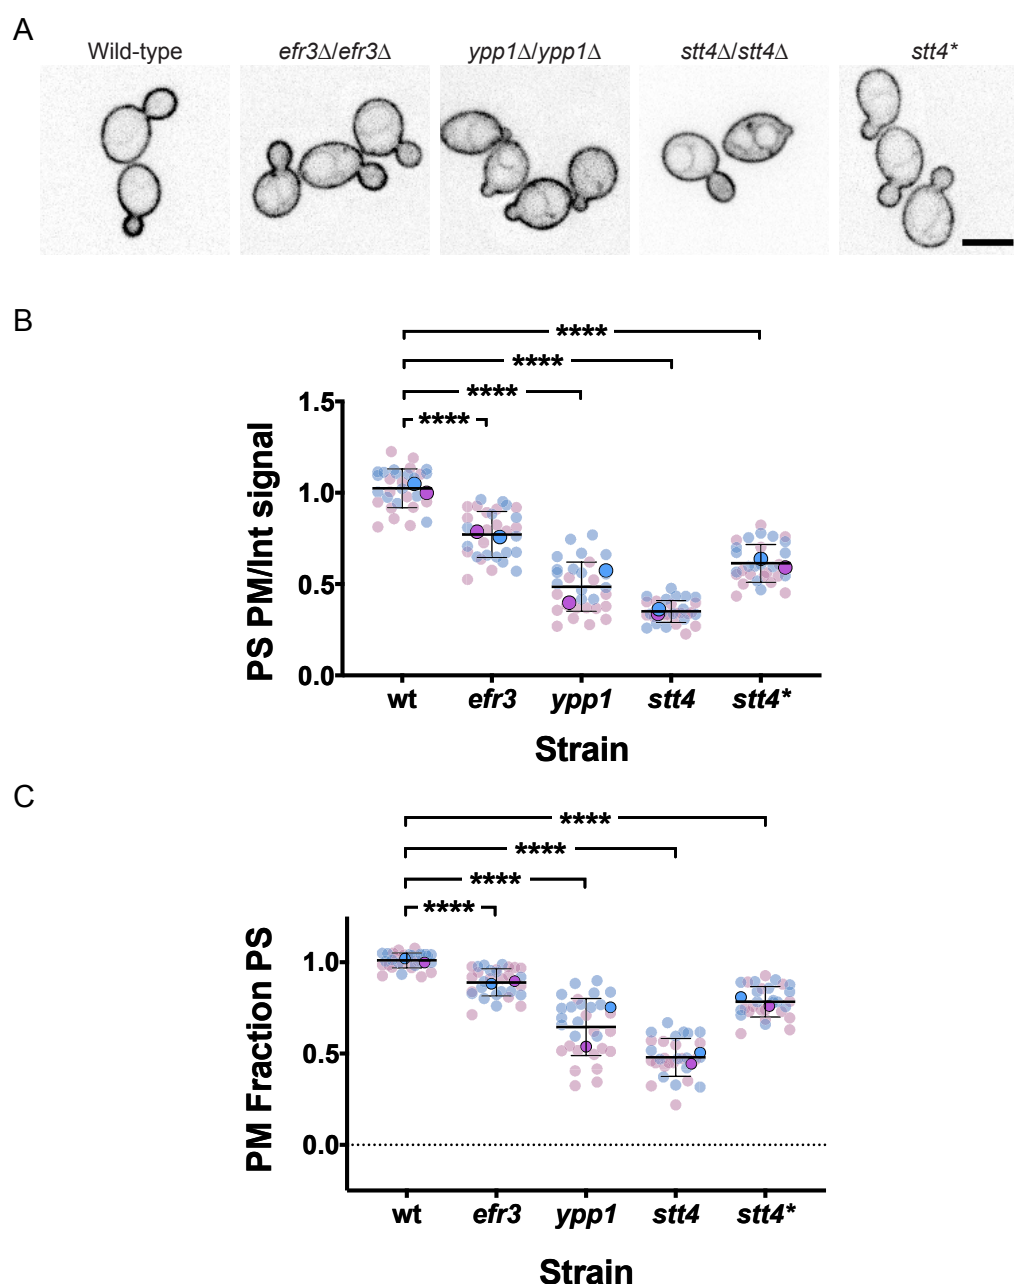 A
Wild-type efr3Δ/efr3Δ ypp1Δ/ypp1Δ stt4Δ/stt4Δ stt4*
B
****
****
****
****
1.5
1.0
0.5
0.0
PS PM/Int signal
wt efr3 ypp1 stt4 stt4*
Strain
C
****
****
****
****
1.0
0.5
0.0
PM Fraction PS
wt efr3 ypp1 stt4 stt4*
Strain